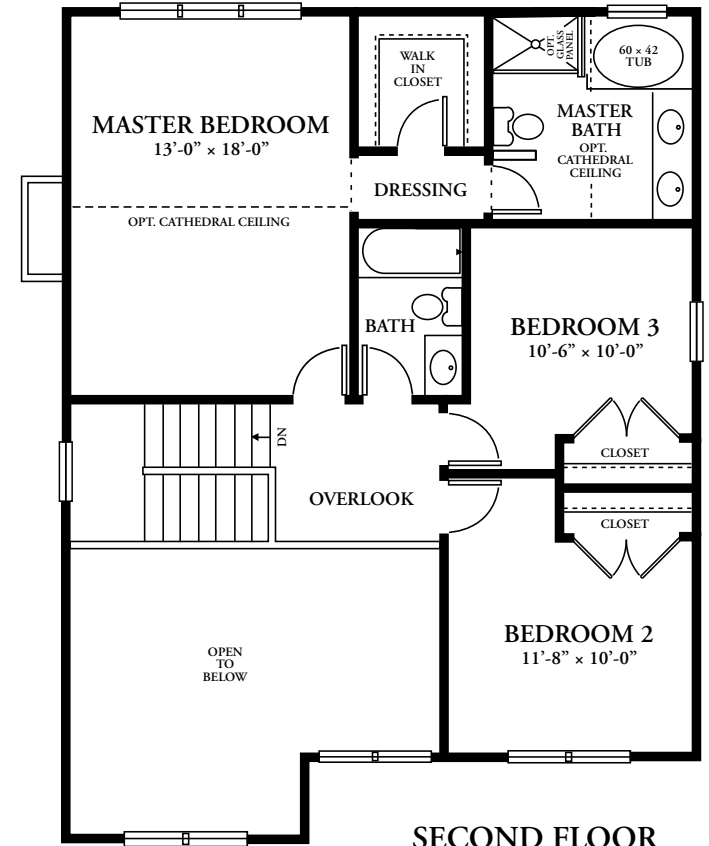 WALK
IN
CLOSET
OPT.
GLASS
PANEL
60 × 42
TUB
MASTER BEDROOM
13'-0" × 18'-0"
MASTER
BATH
OPT.
CATHEDRAL
CEILING
DRESSING
OPT. CATHEDRAL CEILING
BATH
BEDROOM 3
10'-6" × 10'-0"
CLOSET
DN
OVERLOOK
CLOSET
BEDROOM 2
11'-8" × 10'-0"
OPEN
TO
BELOW
SECOND FLOOR